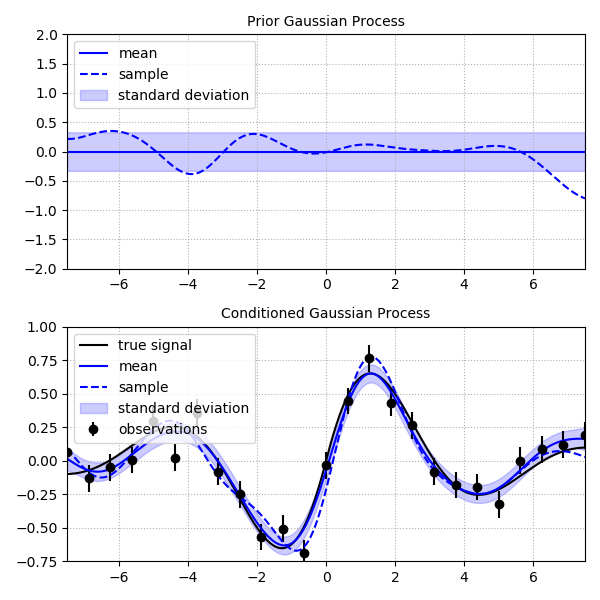 Prior Gaussian Process
2.0
1.5
1.0
0.5
0.0
−0.5
−1.0
−1.5
−2.0
mean
sample
standard deviation
−6 −4 −2 0 2 4 6
Conditioned Gaussian Process
1.00
0.75
0.50
0.25
0.00
−0.25
−0.50
−0.75
true signal
mean
sample
standard deviation
observations
−6 −4 −2 0 2 4 6